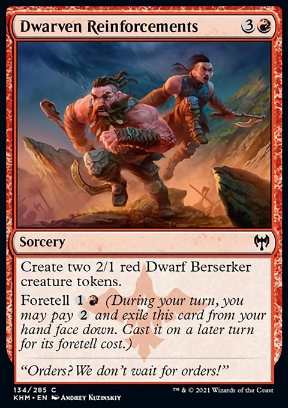 Dwarven Reinforcements 3
Sorcery
Create two 2/1 red Dwarf Berserker
creature tokens.
Foretell 1 (During your turn, you
may pay 2 and exile this card from your
hand face down. Cast it on a later turn
for its foretell cost.)
"Orders? We don't wait for orders!"
134/285 C
KHM • EN Andrey Kuzinskiy
™ & © 2021 Wizards of the Coast